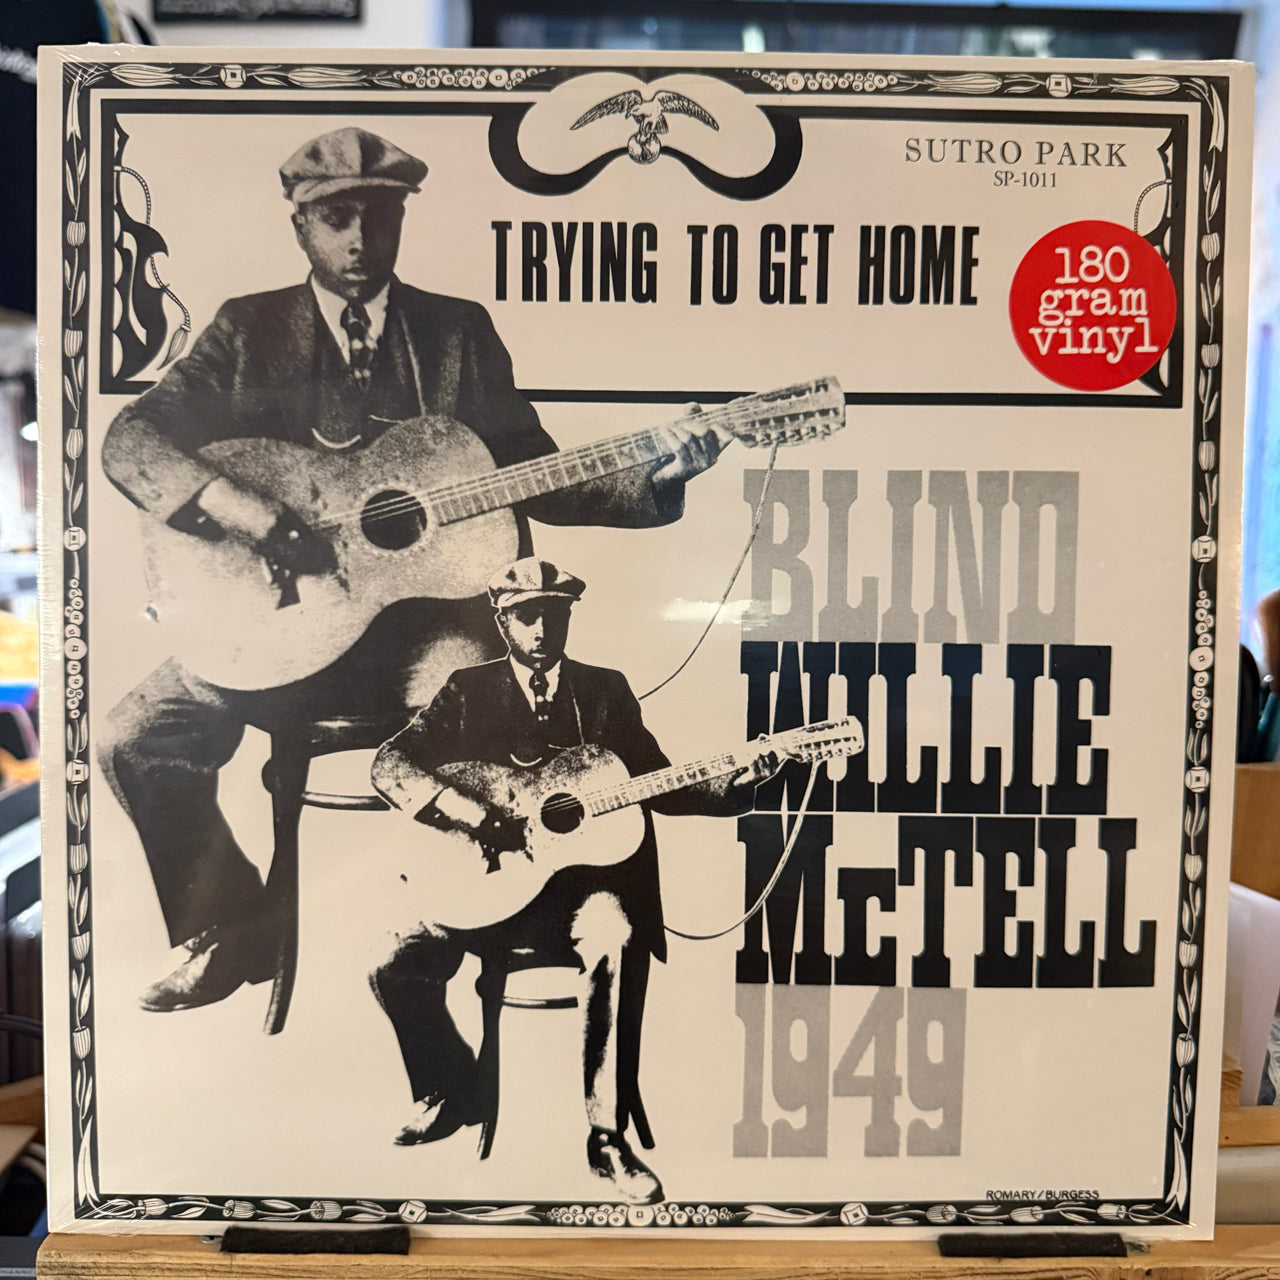 SUTRO PARK
SP-1011
TRYING TO GET HOME
180
gram
vinyl
BLIND
WILLIE
McTELL
1949
ROMARY/BURGESS